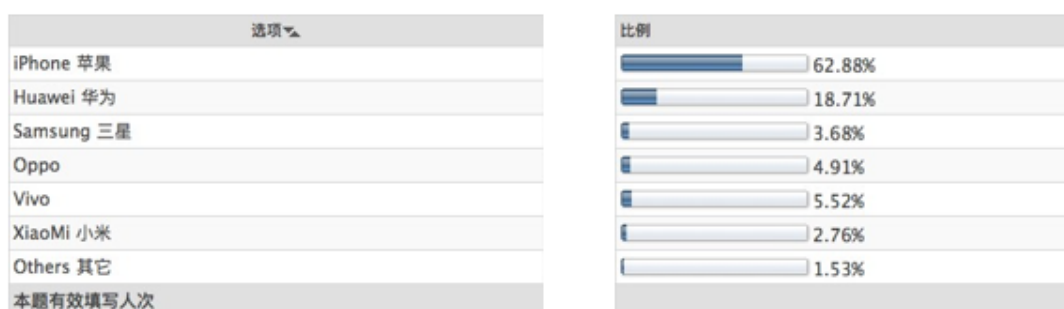 选项 比例
iPhone 苹果 62.88%
Huawei 华为 18.71%
Samsung 三星 3.68%
Oppo 4.91%
Vivo 5.52%
XiaoMi 小米 2.76%
Others 其它 1.53%
本题有效填写人次